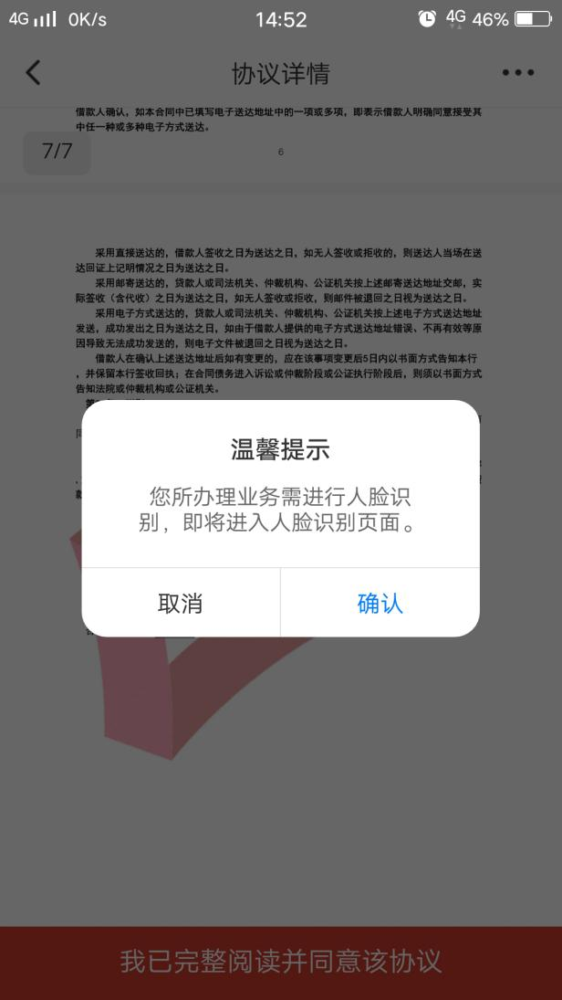 4G 0K/s 14:52 4G 46%
协议详情
借款人确认，如本合同中已填写电子送达地址中的一项或多项，即表示借款人明确同意接受其
中任一种或多种电子方式送达。
7/7
6
采用直接送达的，借款人签收之日为送达之日，如无人签收或拒收的，则送达人当场在送
达回证上记明情况之日为送达之日。
采用邮寄送达的，贷款人或司法机关、仲裁机构、公证机关按上述邮寄送达地址交邮，实
际签收（含代收）之日为送达之日，如无人签收或拒收，则邮件被退回之日视为送达之日。
采用电子方式送达的，贷款人或司法机关、仲裁机构、公证机关按上述电子方式送达地址
发送，成功发出之日为送达之日，如由于借款人提供的电子方式送达地址错误、不再有效等原
因导致无法成功发送的，则电子文件被退回之日视为送达之日。
借款人在确认上述送达地址后如有变更的，应在该事项变更后5日内以书面方式告知本行
，并保留本行签收回执；在合同债务进入诉讼或仲裁阶段或公证执行阶段后，则须以书面方式
告知法院或仲裁机构或公证机关。
温馨提示
您所办理业务需进行人脸识
别，即将进入人脸识别页面。
取消
确认
我已完整阅读并同意该协议